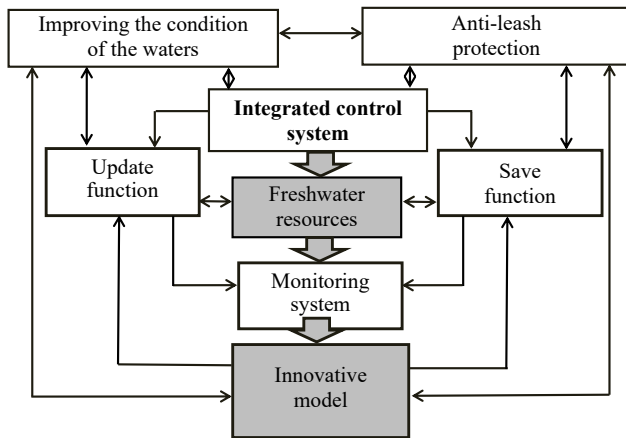 Improving the condition
of the waters
Anti-leash
protection
Integrated control
system
Update
function
Save
function
Freshwater
resources
Monitoring
system
Innovative
model